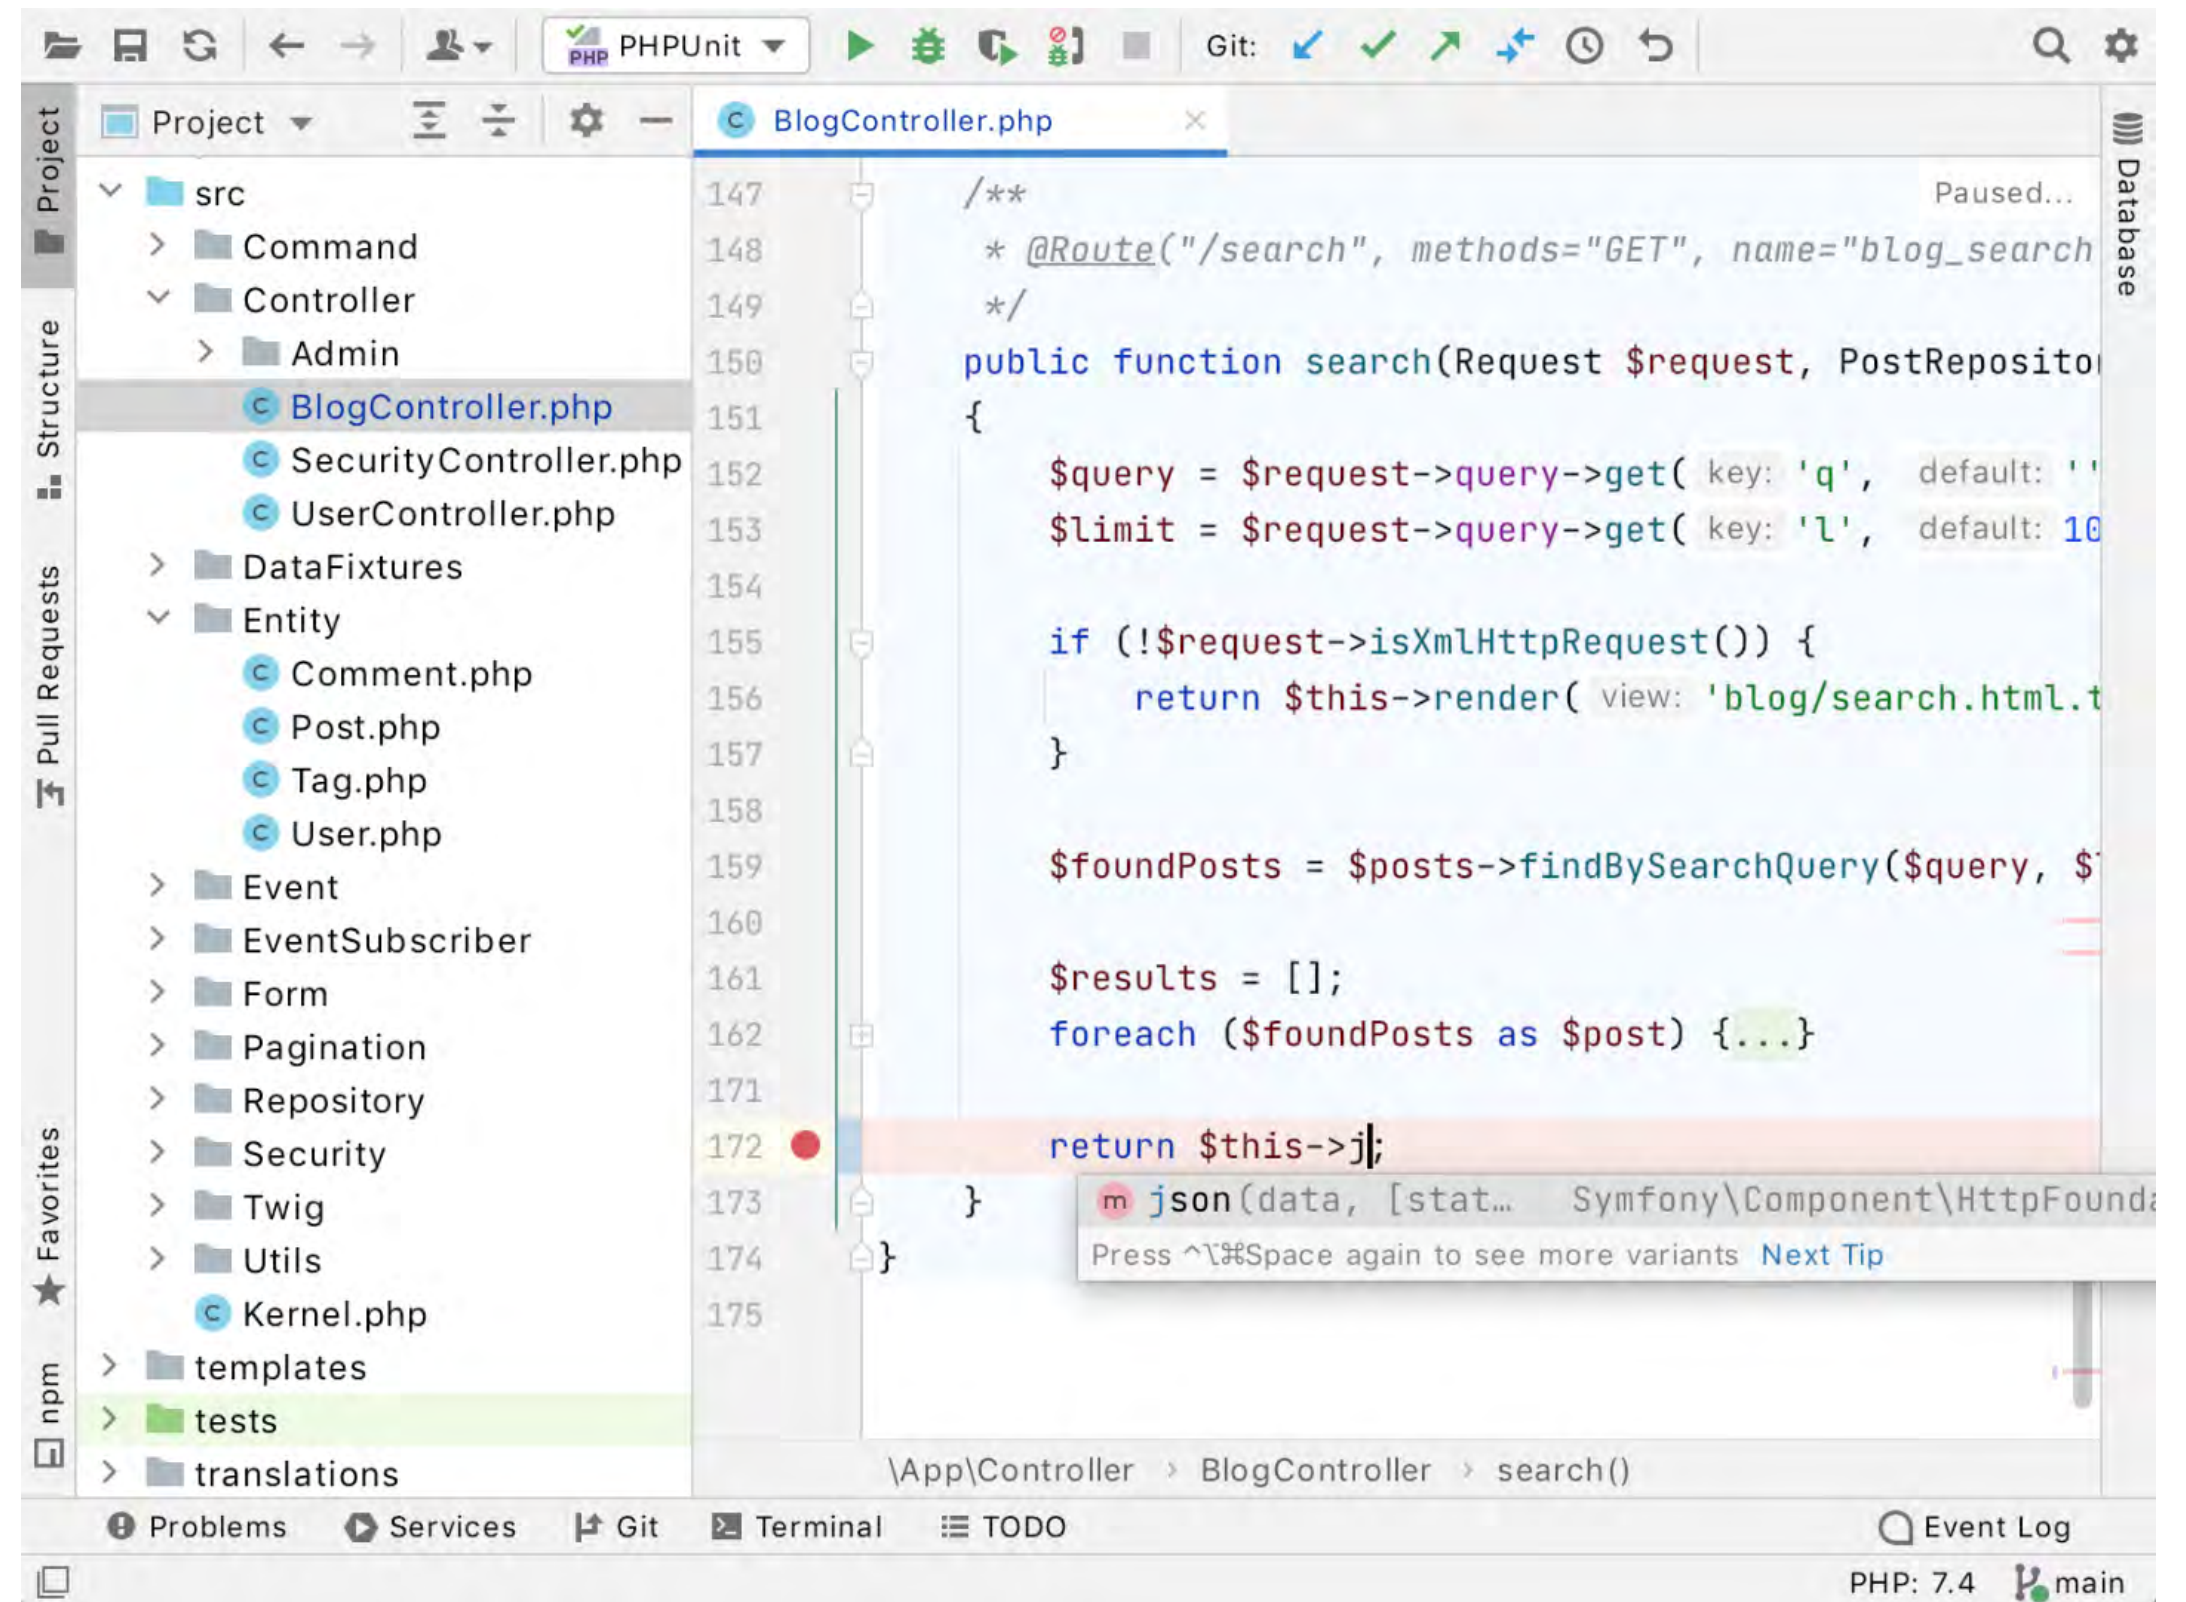 PHP PHPUnit Git:
Project
Structure
Pull Requests
Favorites
npm
Project
src
Command
Controller
Admin
BlogController.php
SecurityController.php
UserController.php
DataFixtures
Entity
Comment.php
Post.php
Tag.php
User.php
Event
EventSubscriber
Form
Pagination
Repository
Security
Twig
Utils
Kernel.php
templates
tests
translations
BlogController.php
Paused...
147 /**
148 * @Route("/search", methods="GET", name="blog_search
149 */
150 public function search(Request $request, PostReposito
151 {
152 $query = $request->query->get( key: 'q', default: ''
153 $limit = $request->query->get( key: 'l', default: 10
154
155 if (!$request->isXmlHttpRequest()) {
156 return $this->render( view: 'blog/search.html.t
157 }
158
159 $foundPosts = $posts->findBySearchQuery($query, $
160
161 $results = [];
162 foreach ($foundPosts as $post) {...}
171
172 return $this->j;
173 }
174 }
175
json(data, [stat… Symfony\Component\HttpFounda
Press ^⌥⌘Space again to see more variants Next Tip
\App\Controller › BlogController › search()
Database
Problems Services Git Terminal TODO Event Log
PHP: 7.4 main